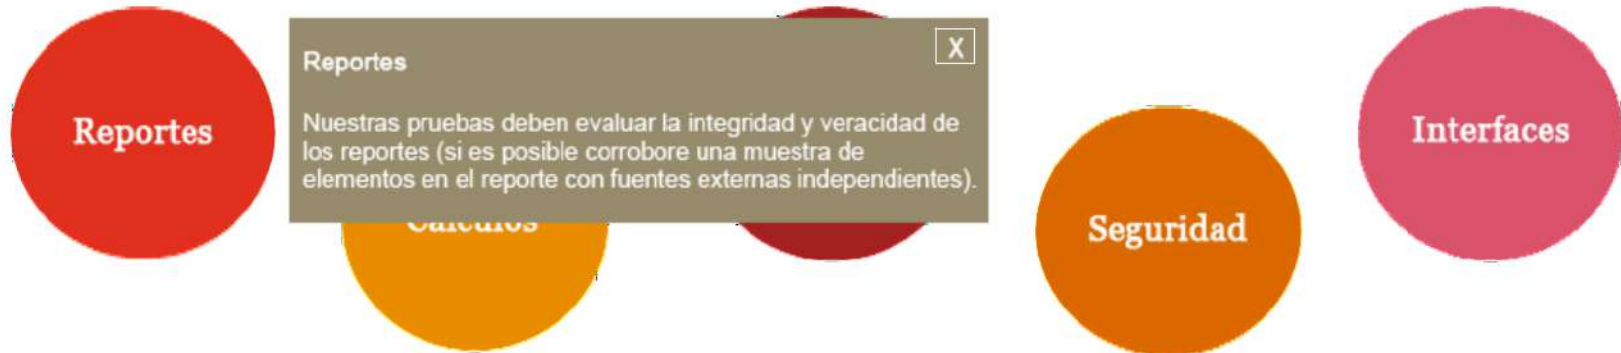 Reportes
Reportes
X
Nuestras pruebas deben evaluar la integridad y veracidad de
los reportes (si es posible corrobore una muestra de
elementos en el reporte con fuentes externas independientes).
Cálculos
Seguridad
Interfaces